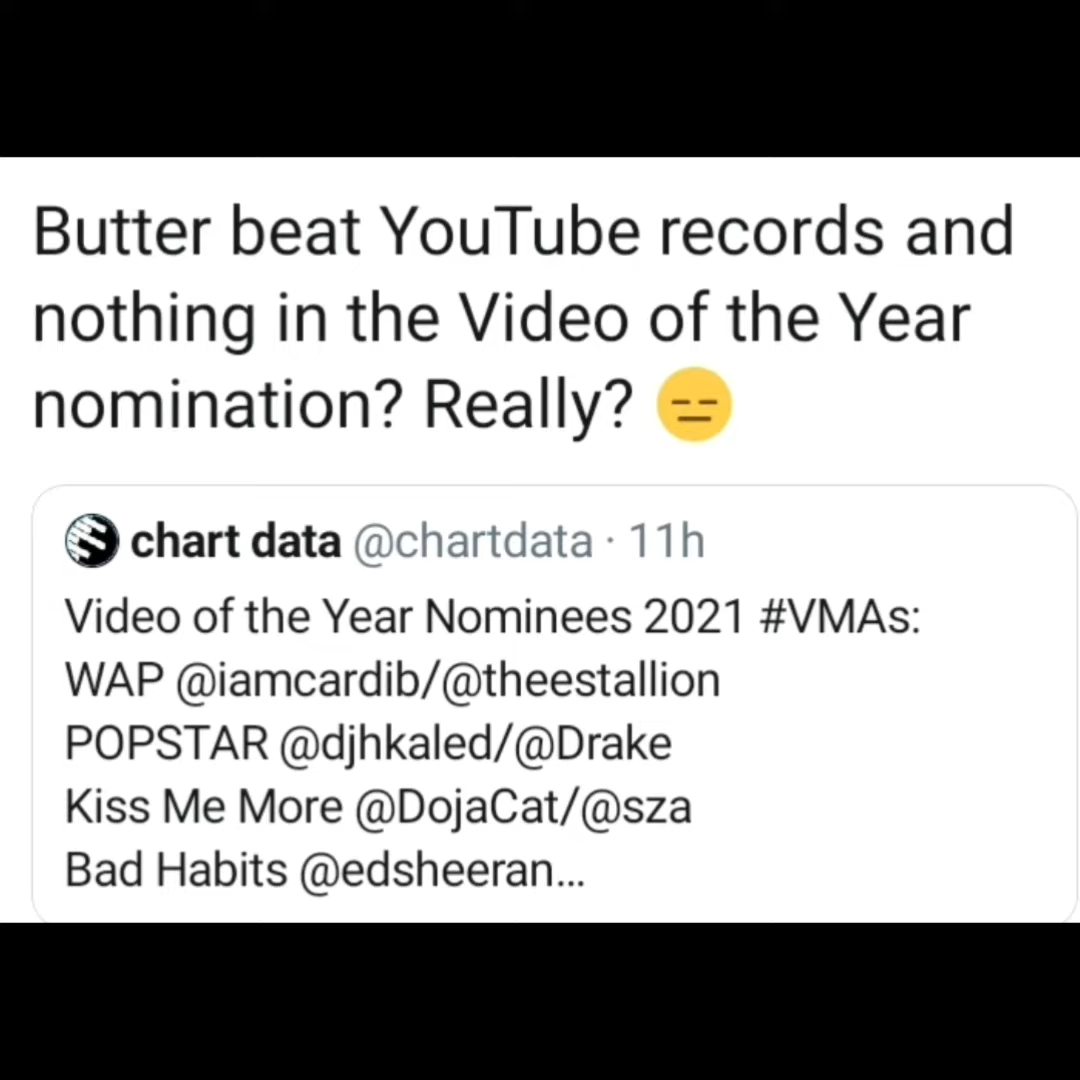 Butter beat YouTube records and
nothing in the Video of the Year
nomination? Really? 😑
chart data @chartdata · 11h
Video of the Year Nominees 2021 #VMAs:
WAP @iamcardib/@theestallion
POPSTAR @djhkaled/@Drake
Kiss Me More @DojaCat/@sza
Bad Habits @edsheeran...